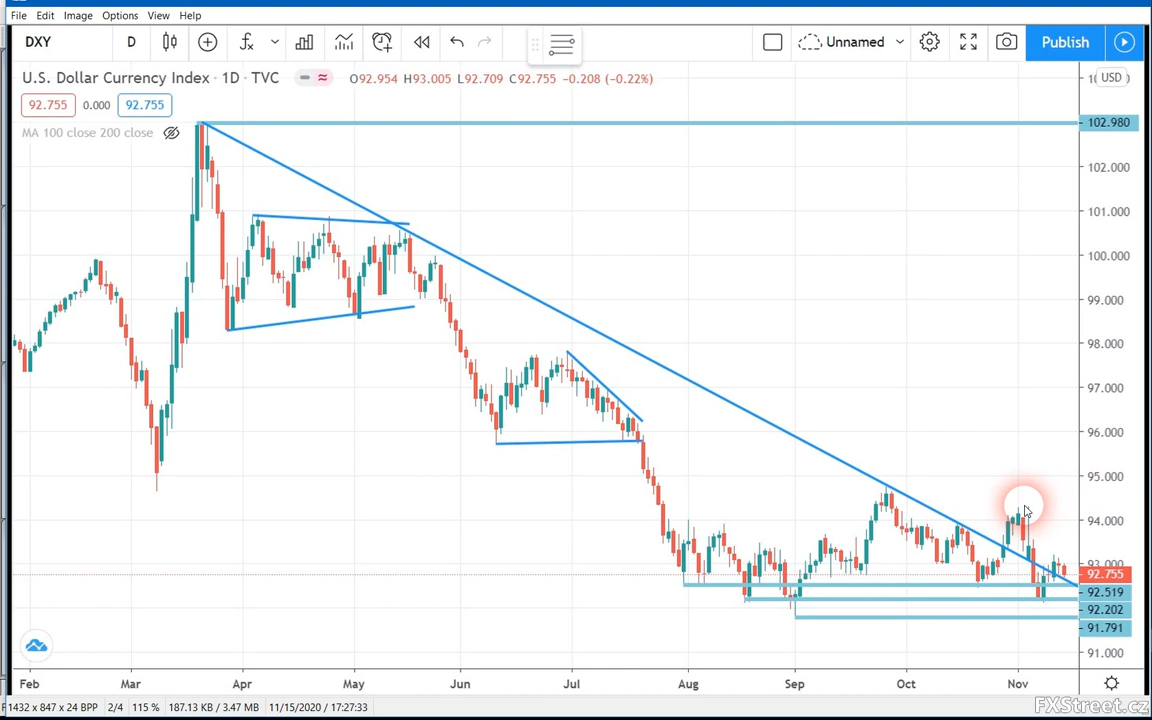 File Edit Image Options View Help
DXY D Unnamed Publish
U.S. Dollar Currency Index · 1D · TVC O92.954 H93.005 L92.709 C92.755 −0.208 (−0.22%) USD
92.755 0.000 92.755
MA 100 close 200 close
102.980
102.000
101.000
100.000
99.000
98.000
97.000
96.000
95.000
94.000
93.000
92.755
92.519
92.202
91.791
91.000
Feb Mar Apr May Jun Jul Aug Sep Oct Nov
1432 x 847 x 24 BPP 2/4 115 % 187.13 KB / 3.47 MB 11/15/2020 / 17:27:33
FXStreet.cz